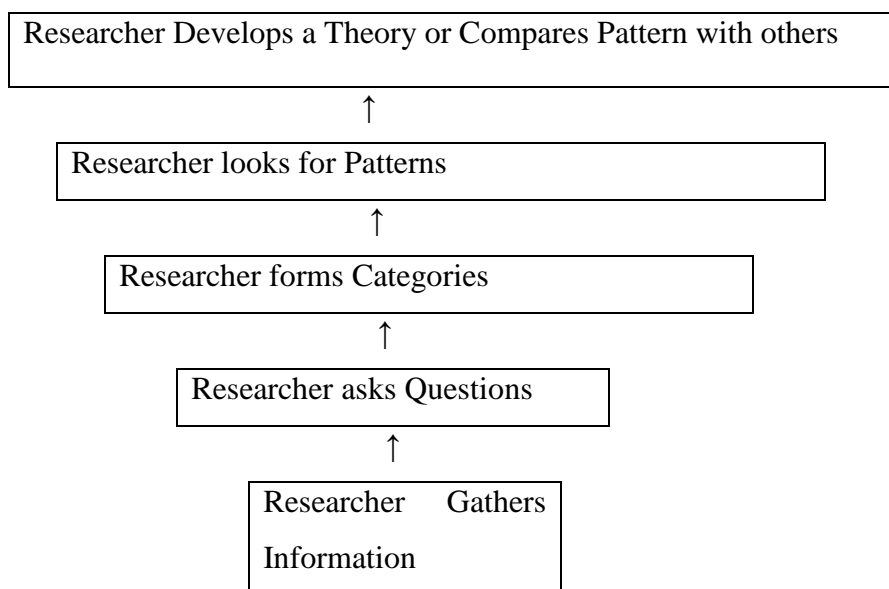 Researcher Develops a Theory or Compares Pattern with others
↑
Researcher looks for Patterns
↑
Researcher forms Categories
↑
Researcher asks Questions
↑
Researcher Gathers
Information